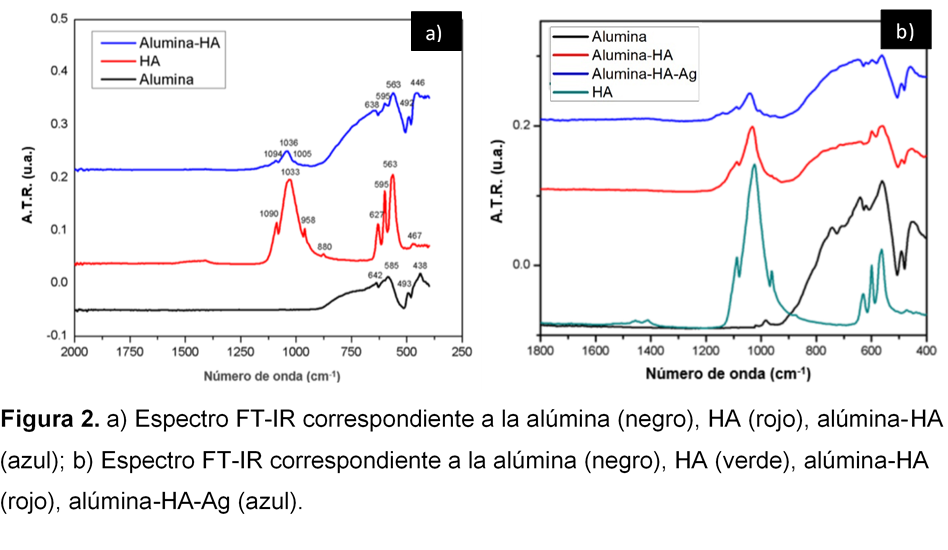 a)
0.5
0.4
0.3
0.2
0.1
0.0
-0.1
A.T.R. (u.a.)
Alumina-HA
HA
Alumina
1094
1036
1005
638
595
563
492
446
1090
1033
958
880
627
595
563
467
642
585
493
438
2000 1750 1500 1250 1000 750 500 250
Número de onda (cm-1)
b)
0.2
0.0
A.T.R. (u.a.)
Alumina
Alumina-HA
Alumina-HA-Ag
HA
1800 1600 1400 1200 1000 800 600 400
Número de onda (cm-1)
Figura 2. a) Espectro FT-IR correspondiente a la alúmina (negro), HA (rojo), alúmina-HA
(azul); b) Espectro FT-IR correspondiente a la alúmina (negro), HA (verde), alúmina-HA
(rojo), alúmina-HA-Ag (azul).